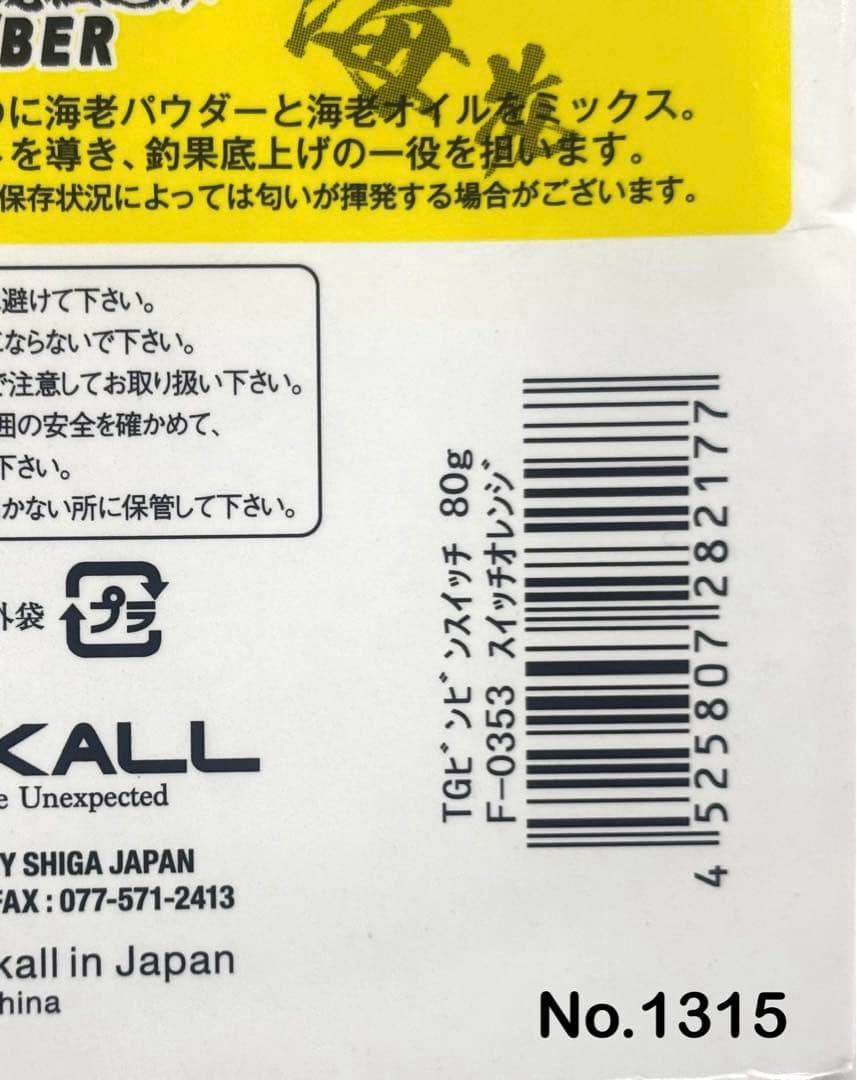 BER
海老
に海老パウダーと海老オイルをミックス。
を導き、釣果底上げの一役を担います。
保存状況によっては匂いが揮発する場合がございます。
避けて下さい。
にならないで下さい。
で注意してお取り扱い下さい。
囲の安全を確かめて、
下さい。
かない所に保管して下さい。
外袋
プラ
KALL
e Unexpected
Y SHIGA JAPAN
FAX : 077-571-2413
kall in Japan
hina
TGﾋﾞﾝﾋﾞﾝスイッチ 80g
F-0353 スイッチオレンジ
4 525807 282177
No.1315